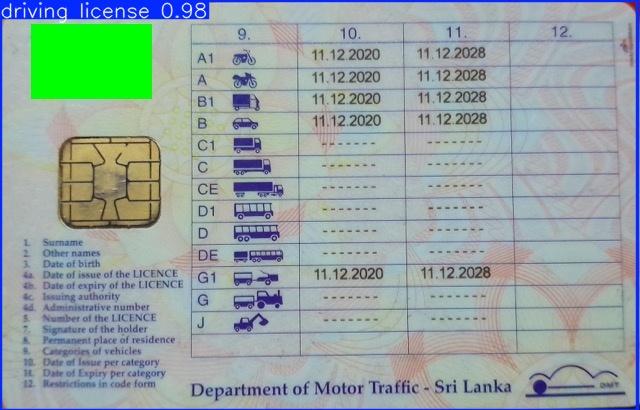 driving license 0.98
9. 10. 11. 12.
A1 11.12.2020 11.12.2028
A 11.12.2020 11.12.2028
B1 11.12.2020 11.12.2028
B 11.12.2020 11.12.2028
C1 ------ ------
C ------ ------
CE ------ ------
D1 ------ ------
D ------ ------
DE ------ ------
G1 11.12.2020 11.12.2028
G ------ ------
J ------ ------
1. Surname
2. Other names
3. Date of birth
4a. Date of issue of the LICENCE
4b. Date of expiry of the LICENCE
4c. Issuing authority
4d. Administrative number
5. Number of the LICENCE
7. Signature of the holder
8. Permanent place of residence
9. Categories of vehicles
10. Date of Issue per category
11. Date of Expiry per category
12. Restrictions in code form
Department of Motor Traffic - Sri Lanka
DMT